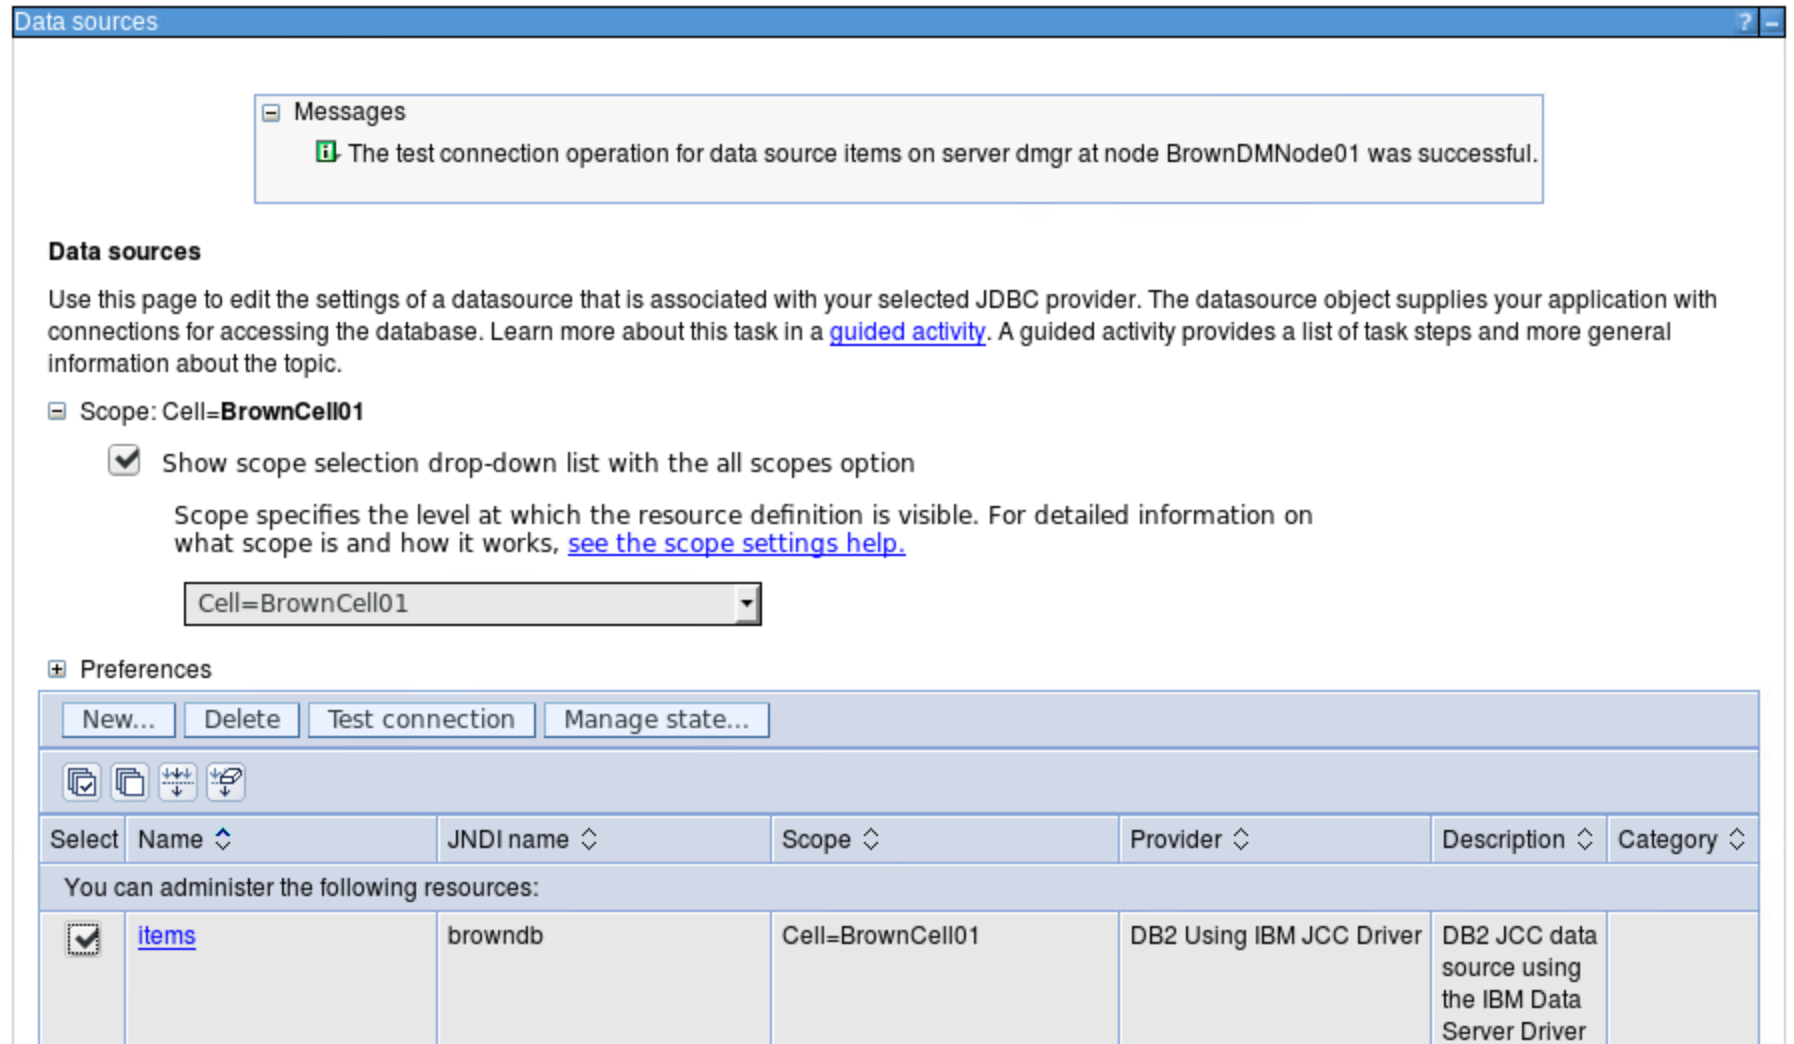 Data sources
? –
Messages
The test connection operation for data source items on server dmgr at node BrownDMNode01 was successful.
Data sources
Use this page to edit the settings of a datasource that is associated with your selected JDBC provider. The datasource object supplies your application with
connections for accessing the database. Learn more about this task in a guided activity. A guided activity provides a list of task steps and more general
information about the topic.
Scope: Cell=BrownCell01
Show scope selection drop-down list with the all scopes option
Scope specifies the level at which the resource definition is visible. For detailed information on
what scope is and how it works, see the scope settings help.
Cell=BrownCell01
Preferences
New... Delete Test connection Manage state...
Select Name JNDI name Scope Provider Description Category
You can administer the following resources:
items browndb Cell=BrownCell01 DB2 Using IBM JCC Driver DB2 JCC data
source using
the IBM Data
Server Driver